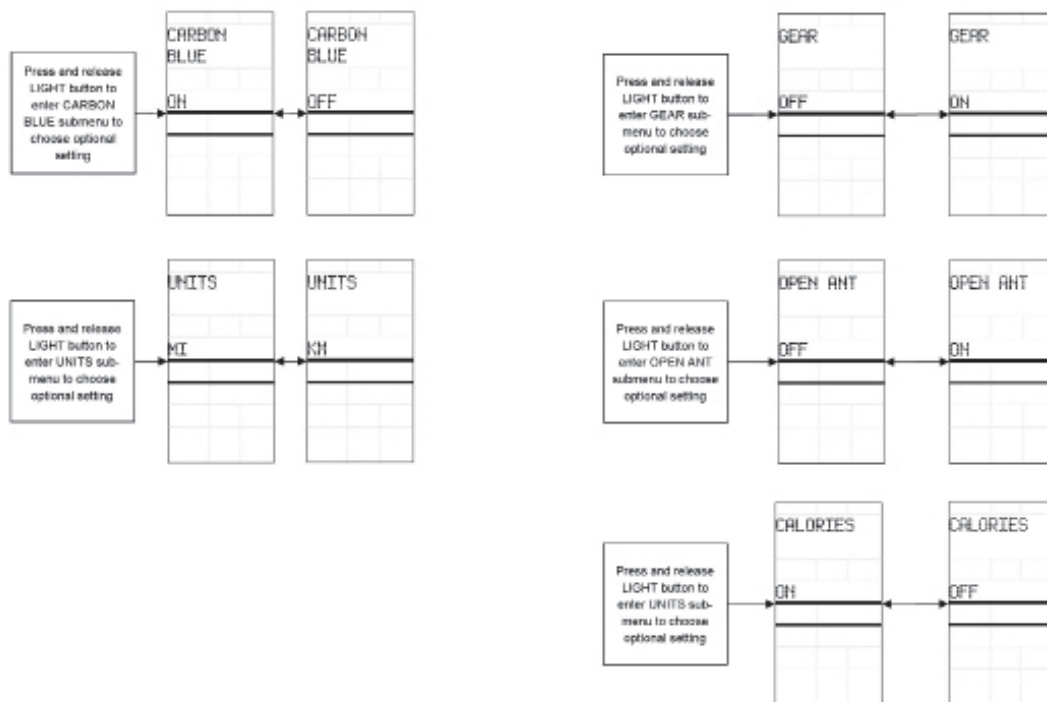 Press and release
LIGHT button to
enter CARBON
BLUE submenu to
choose optional
setting
CARBON
BLUE
ON
CARBON
BLUE
OFF
Press and release
LIGHT button to
enter GEAR sub-
menu to choose
optional setting
GEAR
OFF
GEAR
ON
Press and release
LIGHT button to
enter UNITS sub-
menu to choose
optional setting
UNITS
MI
UNITS
KM
Press and release
LIGHT button to
enter OPEN ANT
submenu to choose
optional setting
OPEN ANT
OFF
OPEN ANT
ON
Press and release
LIGHT button to
enter UNITS sub-
menu to choose
optional setting
CALORIES
ON
CALORIES
OFF